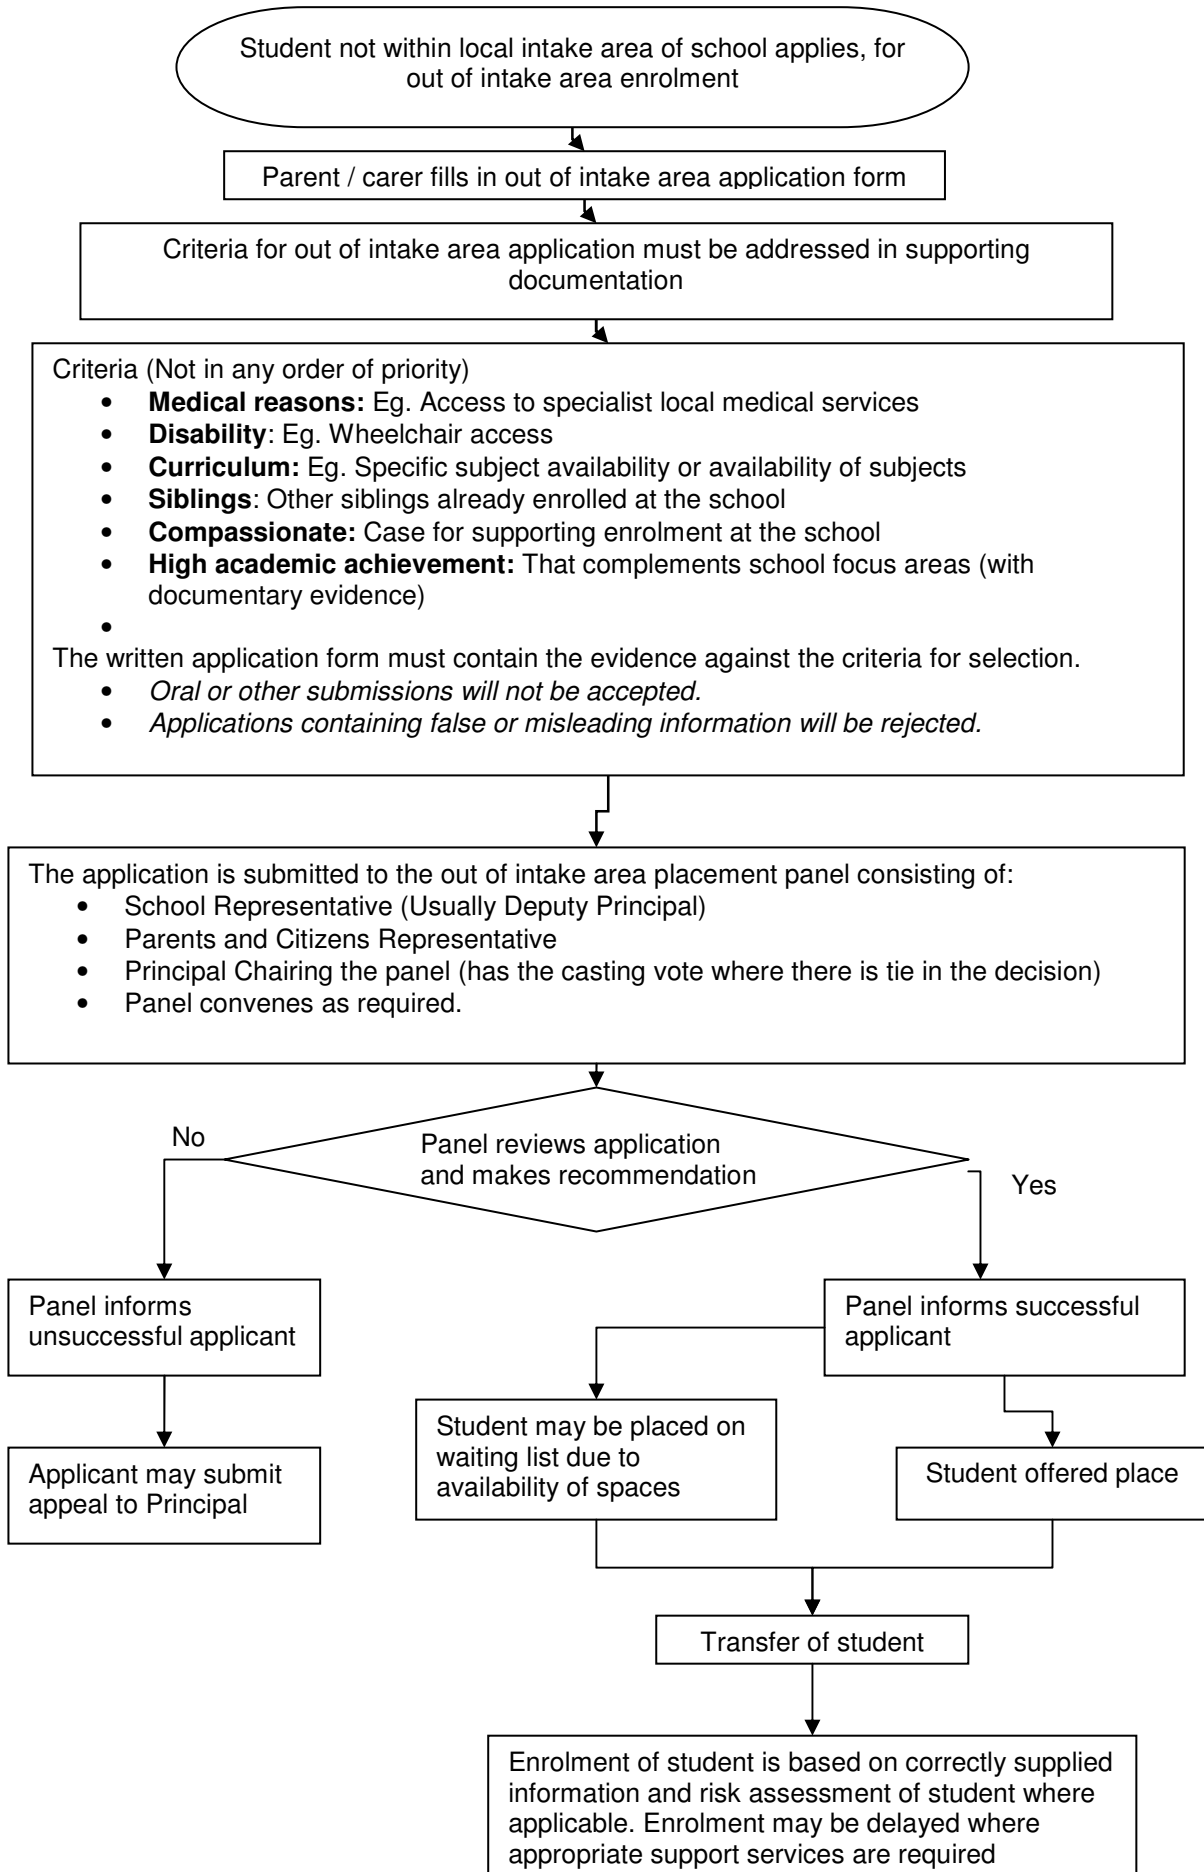 Student not within local intake area of school applies, for
out of intake area enrolment
Parent / carer fills in out of intake area application form
Criteria for out of intake area application must be addressed in supporting
documentation
Criteria (Not in any order of priority)
• Medical reasons: Eg. Access to specialist local medical services
• Disability: Eg. Wheelchair access
• Curriculum: Eg. Specific subject availability or availability of subjects
• Siblings: Other siblings already enrolled at the school
• Compassionate: Case for supporting enrolment at the school
• High academic achievement: That complements school focus areas (with
documentary evidence)
•
The written application form must contain the evidence against the criteria for selection.
• Oral or other submissions will not be accepted.
• Applications containing false or misleading information will be rejected.
The application is submitted to the out of intake area placement panel consisting of:
• School Representative (Usually Deputy Principal)
• Parents and Citizens Representative
• Principal Chairing the panel (has the casting vote where there is tie in the decision)
• Panel convenes as required.
No
Panel reviews application
and makes recommendation
Yes
Panel informs
unsuccessful applicant
Panel informs successful
applicant
Applicant may submit
appeal to Principal
Student may be placed on
waiting list due to
availability of spaces
Student offered place
Transfer of student
Enrolment of student is based on correctly supplied
information and risk assessment of student where
applicable. Enrolment may be delayed where
appropriate support services are required